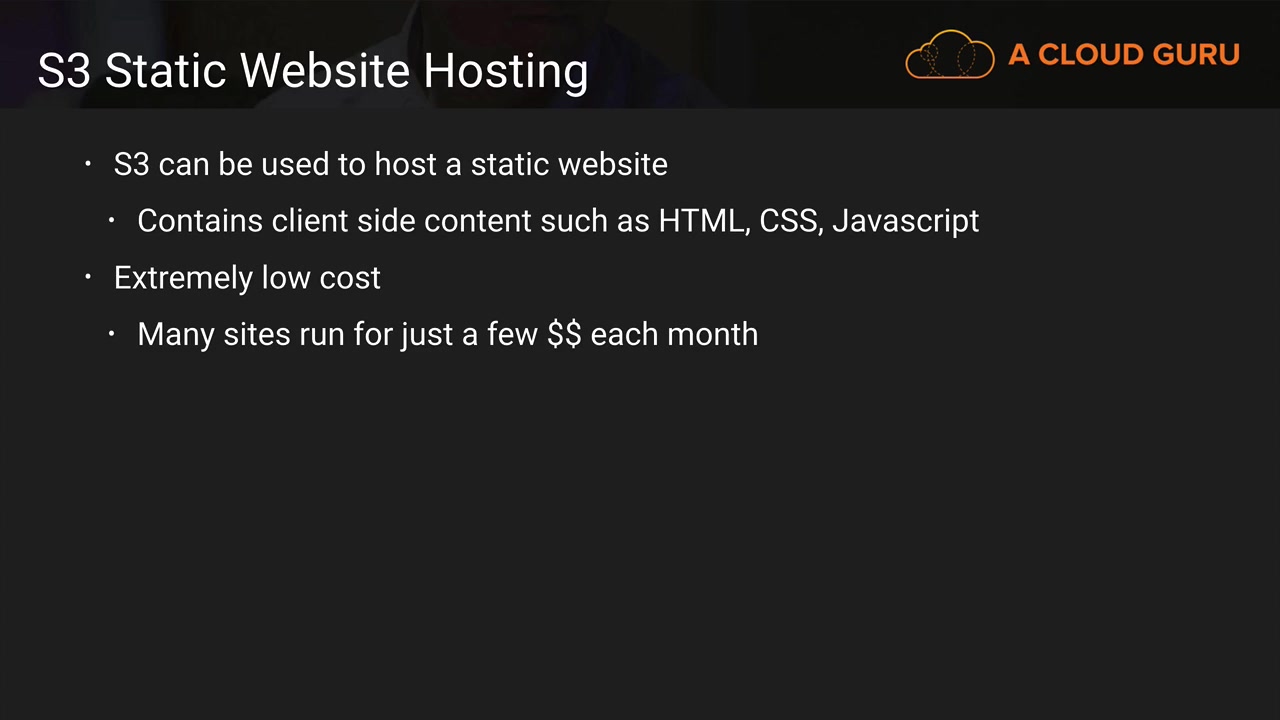 S3 Static Website Hosting
A CLOUD GURU
• S3 can be used to host a static website
• Contains client side content such as HTML, CSS, Javascript
• Extremely low cost
• Many sites run for just a few $$ each month